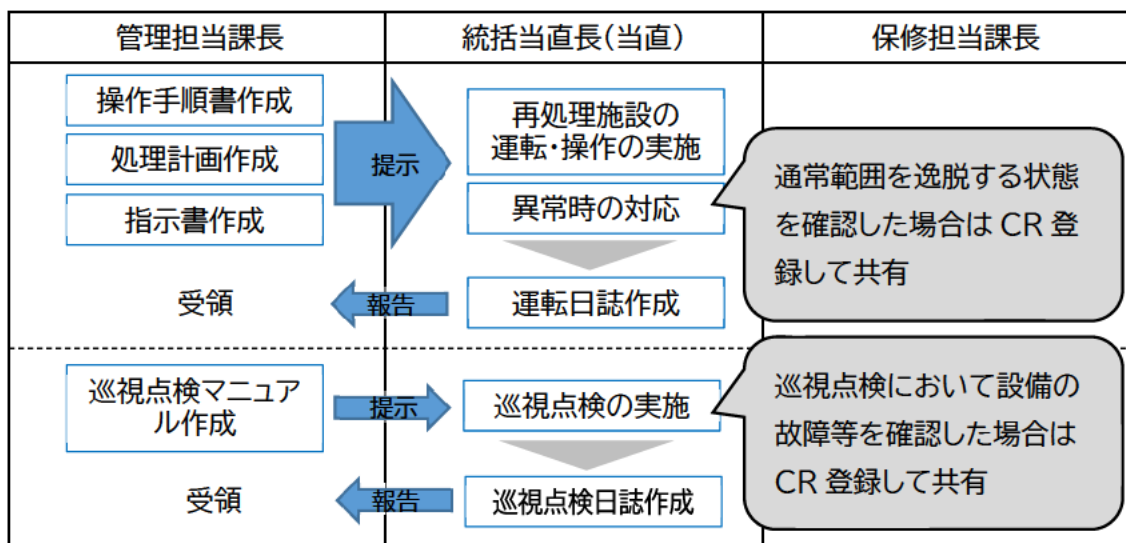 管理担当課長
統括当直長(当直)
保修担当課長
操作手順書作成
処理計画作成
指示書作成
提示
再処理施設の
運転・操作の実施
異常時の対応
通常範囲を逸脱する状態
を確認した場合は CR 登
録して共有
受領
報告
運転日誌作成
巡視点検マニュア
ル作成
提示
巡視点検の実施
巡視点検において設備の
故障等を確認した場合は
CR 登録して共有
受領
報告
巡視点検日誌作成